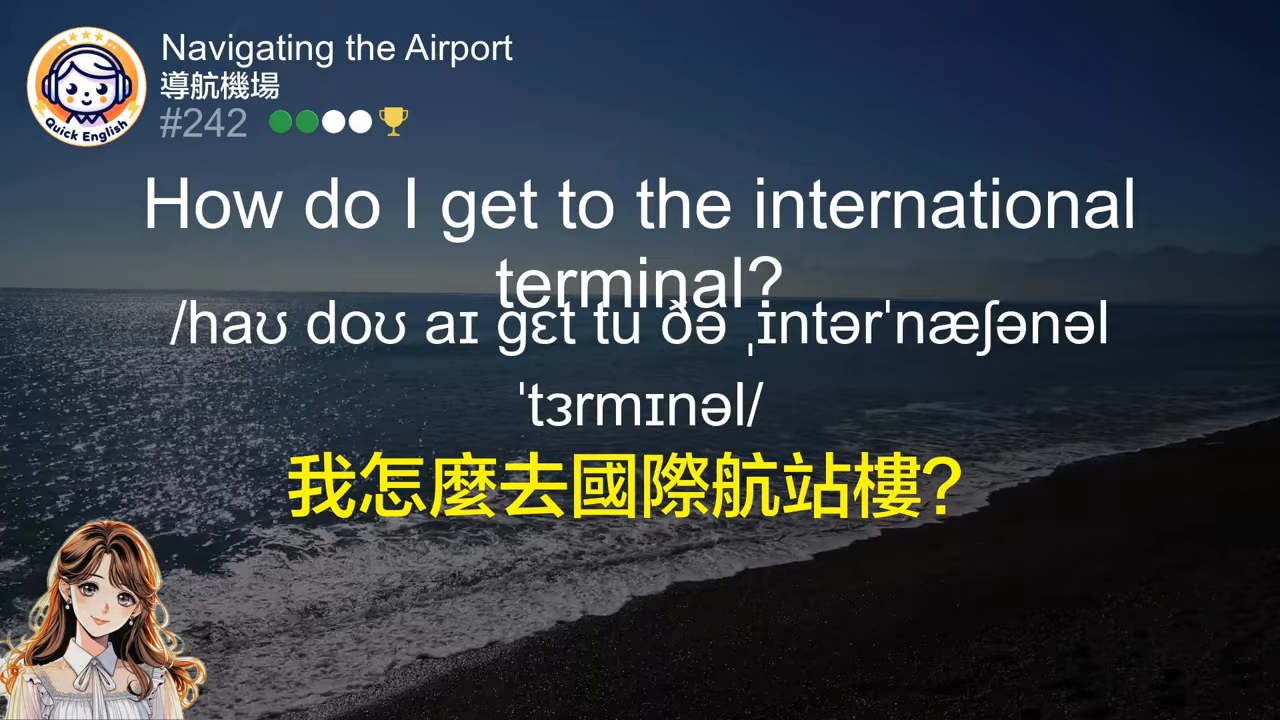 Navigating the Airport
導航機場
#242
Quick English
How do I get to the international
terminal?
/haʊ doʊ aɪ gɛt tu ðə ˌɪntərˈnæʃənəl
ˈtɜrmɪnəl/
我怎麼去國際航站樓?